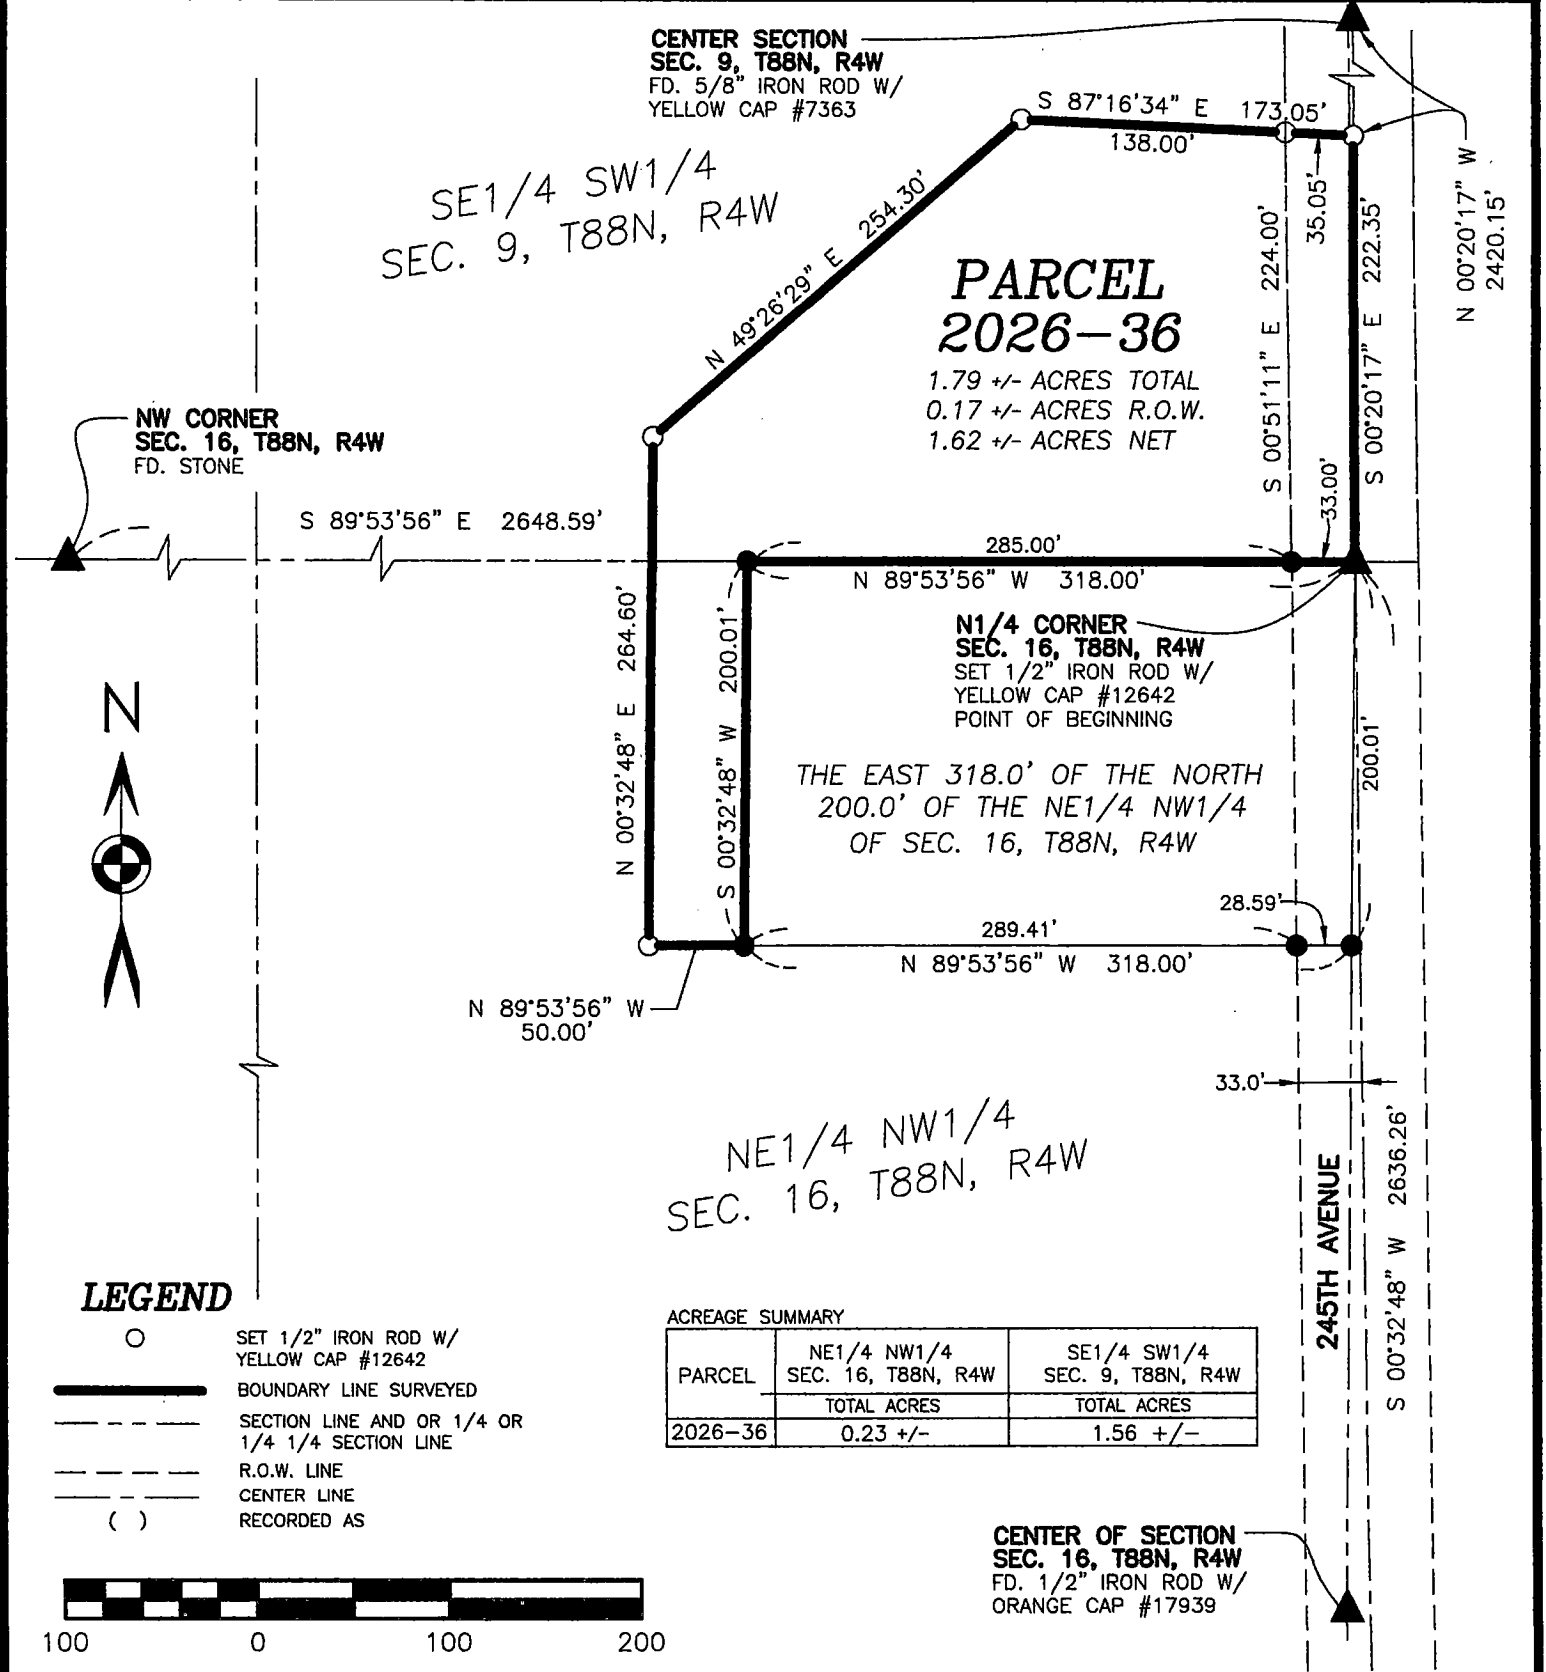 CENTER SECTION
SEC. 9, T88N, R4W
FD. 5/8" IRON ROD W/
YELLOW CAP #7363
S 87°16'34" E 173.05'
138.00'
35.05'
N 00°20'17" W
2420.15'
SE1/4 SW1/4
SEC. 9, T88N, R4W
N 49°26'29" E 254.30'
S 00°51'11" E 224.00'
S 00°20'17" E 222.35'
PARCEL
2026-36
1.79 +/- ACRES TOTAL
0.17 +/- ACRES R.O.W.
1.62 +/- ACRES NET
NW CORNER
SEC. 16, T88N, R4W
FD. STONE
S 89°53'56" E 2648.59'
33.00'
285.00'
N 89°53'56" W 318.00'
N 00°32'48" E 264.60'
S 00°32'48" W 200.01'
N1/4 CORNER
SEC. 16, T88N, R4W
SET 1/2" IRON ROD W/
YELLOW CAP #12642
POINT OF BEGINNING
N
200.01'
THE EAST 318.0' OF THE NORTH
200.0' OF THE NE1/4 NW1/4
OF SEC. 16, T88N, R4W
28.59'
289.41'
N 89°53'56" W 318.00'
N 89°53'56" W
50.00'
33.0'
NE1/4 NW1/4
SEC. 16, T88N, R4W
245TH AVENUE
S 00°32'48" W 2636.26'
LEGEND
SET 1/2" IRON ROD W/
YELLOW CAP #12642
BOUNDARY LINE SURVEYED
SECTION LINE AND OR 1/4 OR
1/4 1/4 SECTION LINE
R.O.W. LINE
CENTER LINE
( ) RECORDED AS
ACREAGE SUMMARY
PARCEL
NE1/4 NW1/4
SEC. 16, T88N, R4W
SE1/4 SW1/4
SEC. 9, T88N, R4W
TOTAL ACRES TOTAL ACRES
2026-36 0.23 +/- 1.56 +/-
CENTER OF SECTION
SEC. 16, T88N, R4W
FD. 1/2" IRON ROD W/
ORANGE CAP #17939
100 0 100 200